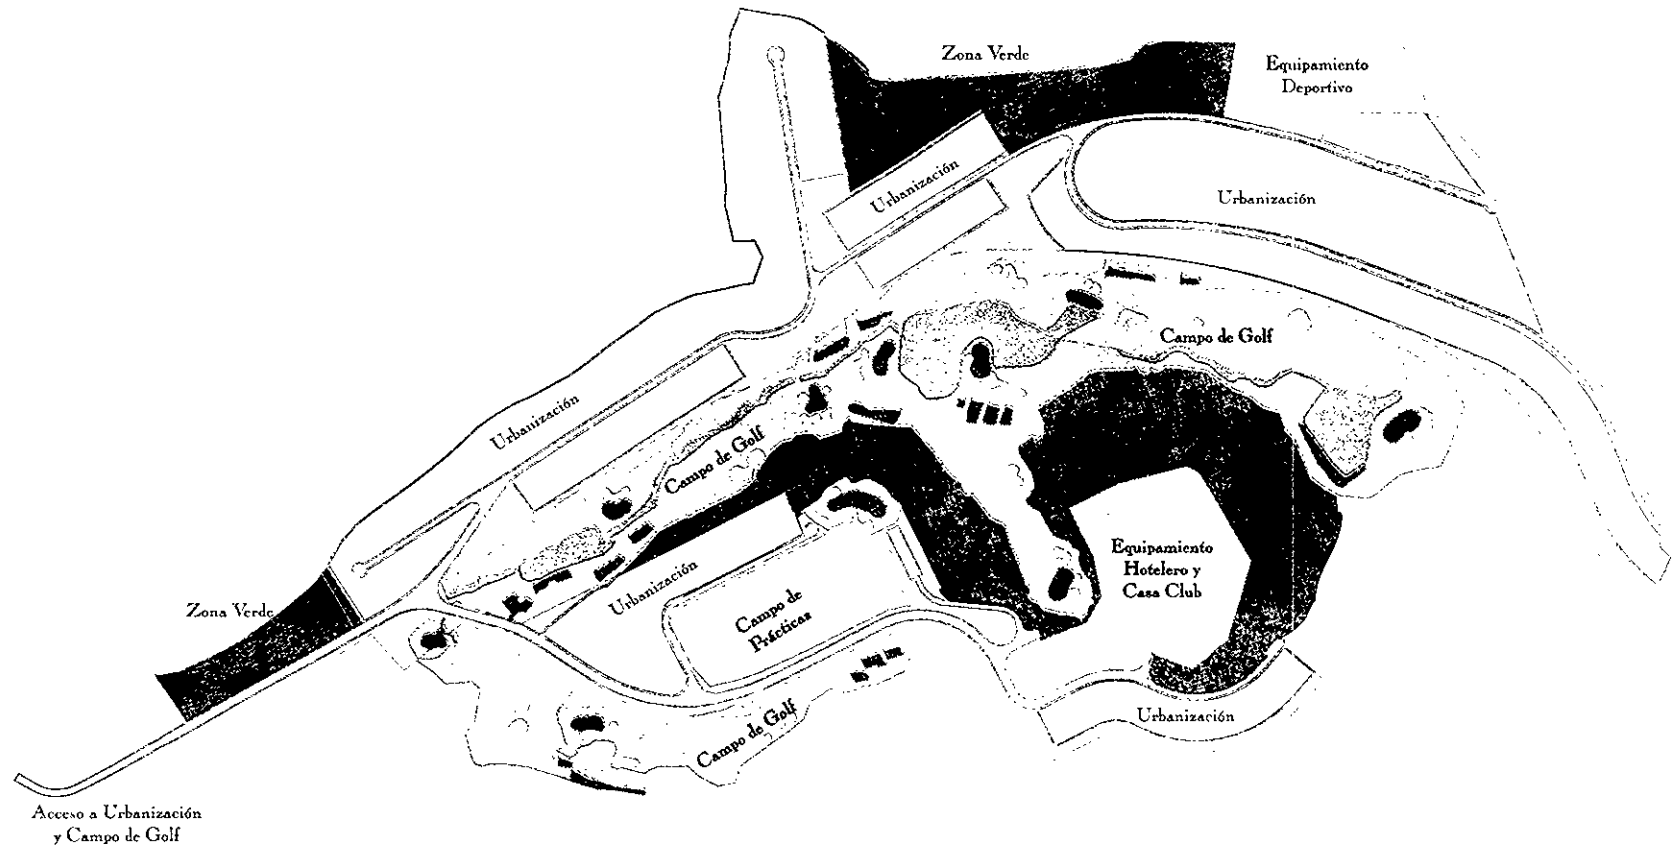 Zona Verde
Equipamiento
Deportivo
Urbanización
Urbanización
Campo de Golf
Urbanización
Campo de Golf
Equipamiento
Hotelero y
Casa Club
Urbanización
Zona Verde
Campo de
Prácticas
Campo de Golf
Urbanización
Acceso a Urbanización
y Campo de Golf